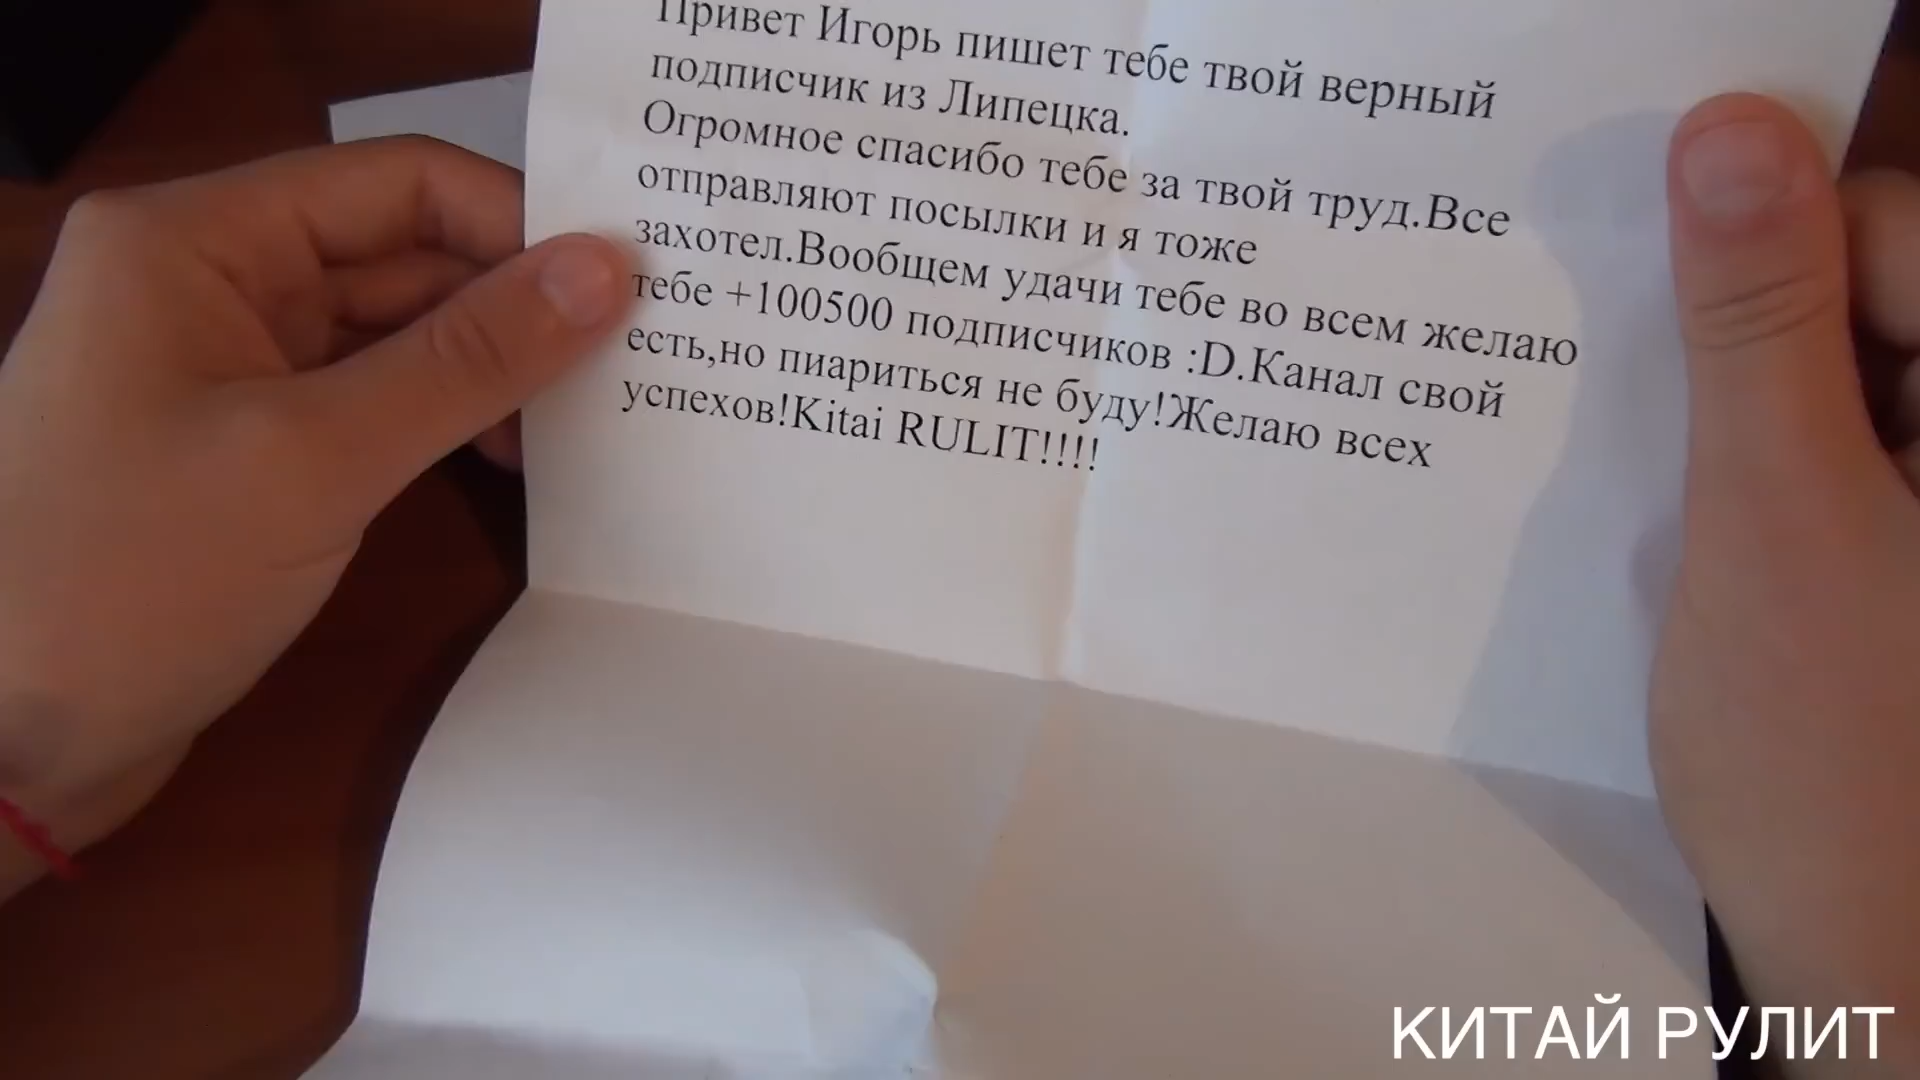 Привет Игорь пишет тебе твой верный
подписчик из Липецка.
Огромное спасибо тебе за твой труд.Все
отправляют посылки и я тоже
захотел.Вообщем удачи тебе во всем желаю
тебе +100500 подписчиков :D.Канал свой
есть,но пиариться не буду!Желаю всех
успехов!Kitai RULIT!!!!
КИТАЙ РУЛИТ